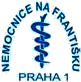 NEMOCNICE NA FRANTIŠKU
PRAHA 1